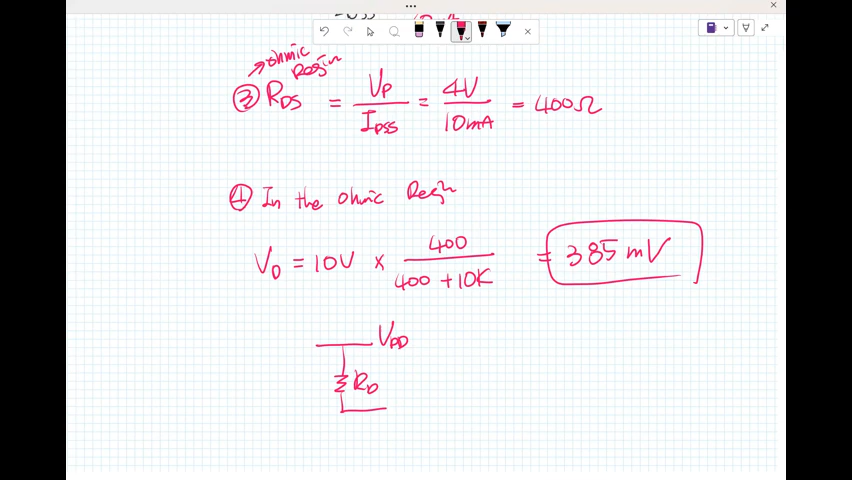 ohmic
Region
③ RDS = VP / IDSS = 4V / 10mA = 400Ω
④ In the ohmic Region
VD = 10V × 400 / 400 + 10K = 385 mV
VDD
RD